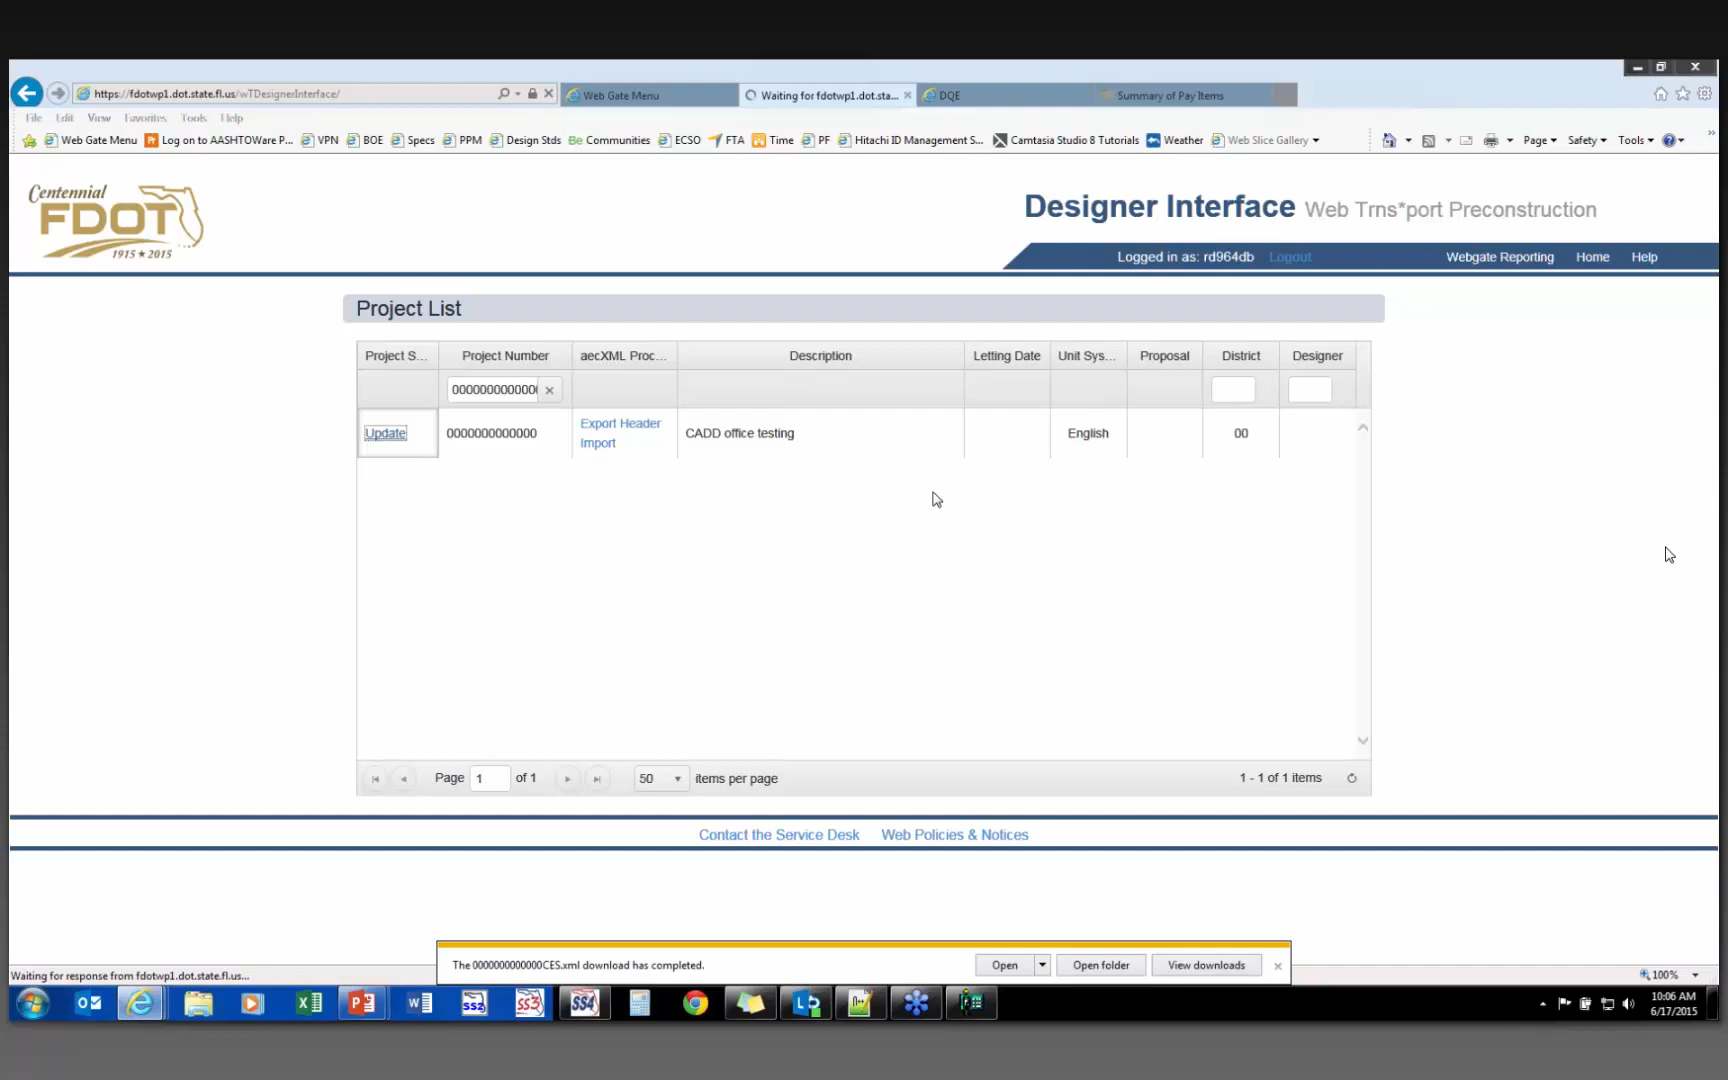 https://fdotwp1.dot.state.fl.us/wTDesignerInterface/
Web Gate Menu
Waiting for fdotwp1.dot.sta...
DQE
Summary of Pay Items
File Edit View Favorites Tools Help
Web Gate Menu Log on to AASHTOWare P... VPN BOE Specs PPM Design Stds Be Communities ECSO FTA Time PF Hitachi ID Management S... Camtasia Studio 8 Tutorials Weather Web Slice Gallery Page Safety Tools
Centennial
FDOT
1915★2015
Designer Interface Web Trns*port Preconstruction
Logged in as: rd964db Logout Webgate Reporting Home Help
Project List
Project S... Project Number aecXML Proc... Description Letting Date Unit Sys... Proposal District Designer
Update 0000000000000 Export Header CADD office testing English 00
Import
Page 1 of 1 50 items per page 1 - 1 of 1 items
Contact the Service Desk Web Policies & Notices
The 0000000000000CES.xml download has completed. Open Open folder View downloads
Waiting for response from fdotwp1.dot.state.fl.us...
100%
SS2 SS3 SS4
10:06 AM
6/17/2015